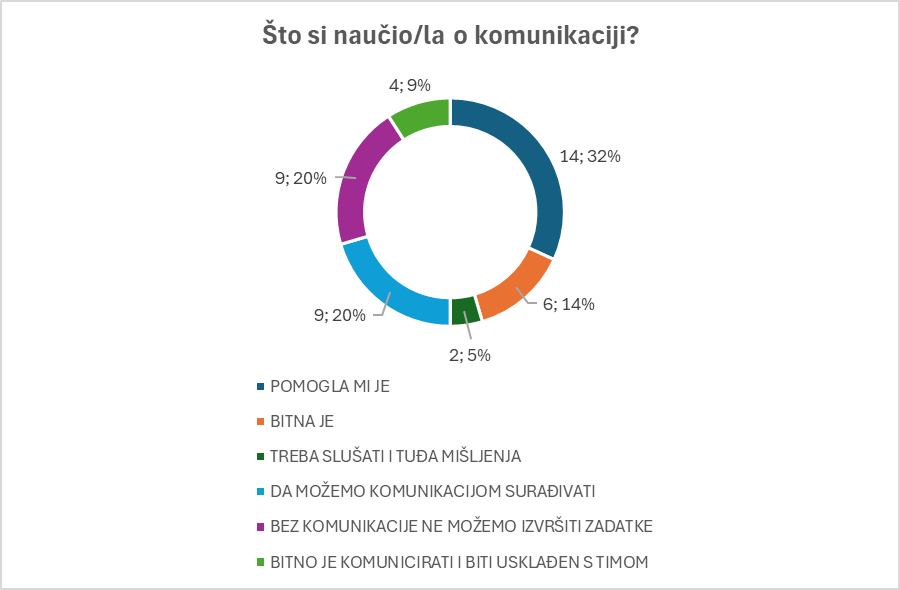 Što si naučio/la o komunikaciji?
4; 9%
14; 32%
9; 20%
6; 14%
9; 20%
2; 5%
POMOGLA MI JE
BITNA JE
TREBA SLUŠATI I TUĐA MIŠLJENJA
DA MOŽEMO KOMUNIKACIJOM SURAĐIVATI
BEZ KOMUNIKACIJE NE MOŽEMO IZVRŠITI ZADATKE
BITNO JE KOMUNICIRATI I BITI USKLAĐEN S TIMOM